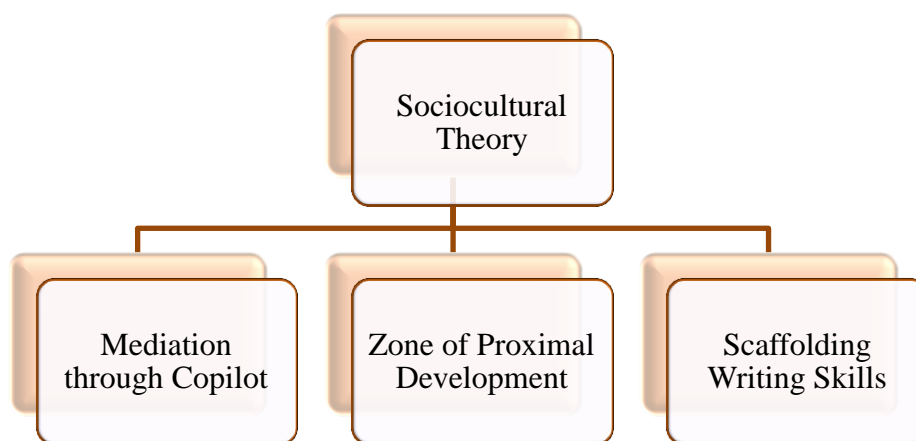 Sociocultural
Theory
Mediation
through Copilot
Zone of Proximal
Development
Scaffolding
Writing Skills